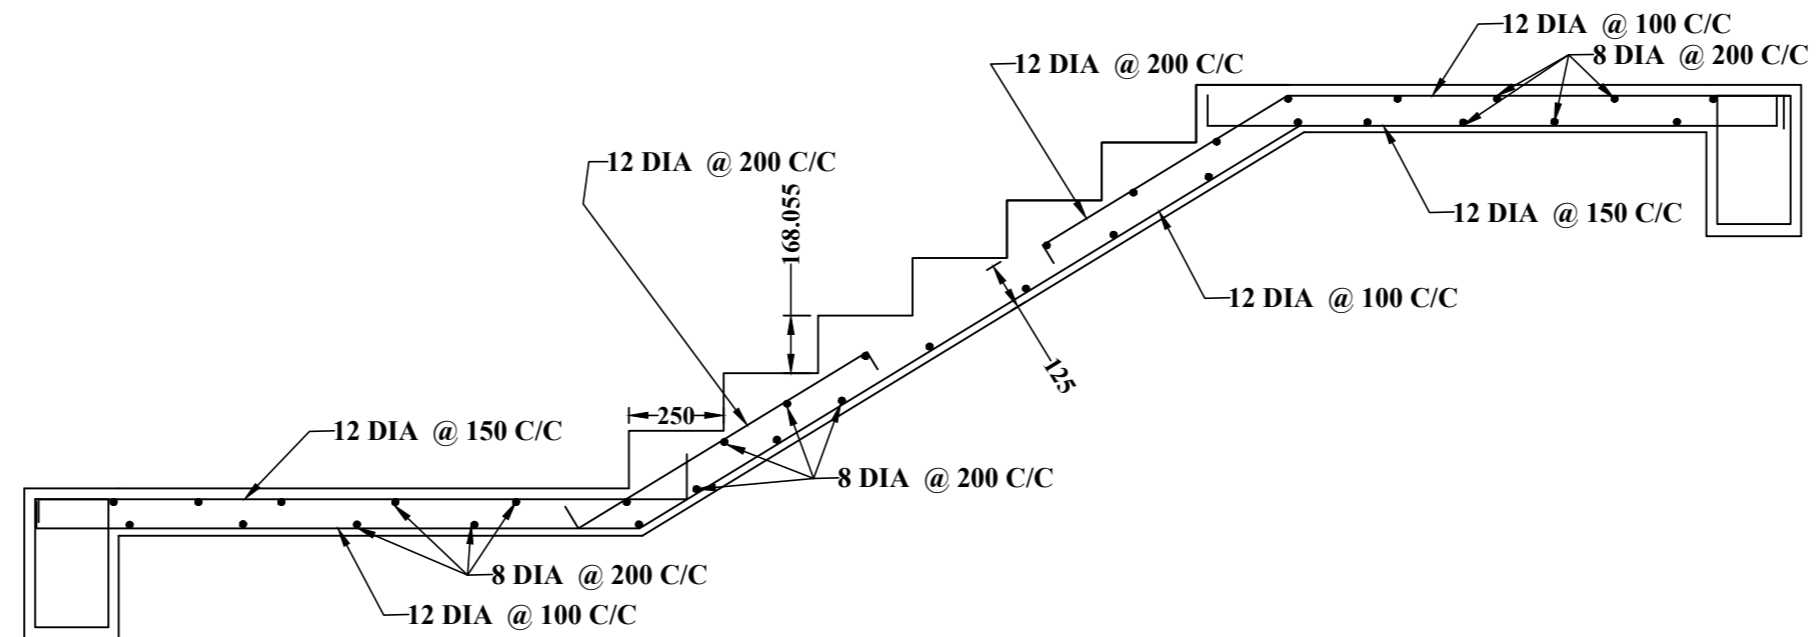 12 DIA @ 100 C/C
8 DIA @ 200 C/C
12 DIA @ 200 C/C
12 DIA @ 200 C/C
168.055
12 DIA @ 150 C/C
12 DIA @ 100 C/C
125
250
12 DIA @ 150 C/C
8 DIA @ 200 C/C
8 DIA @ 200 C/C
12 DIA @ 100 C/C